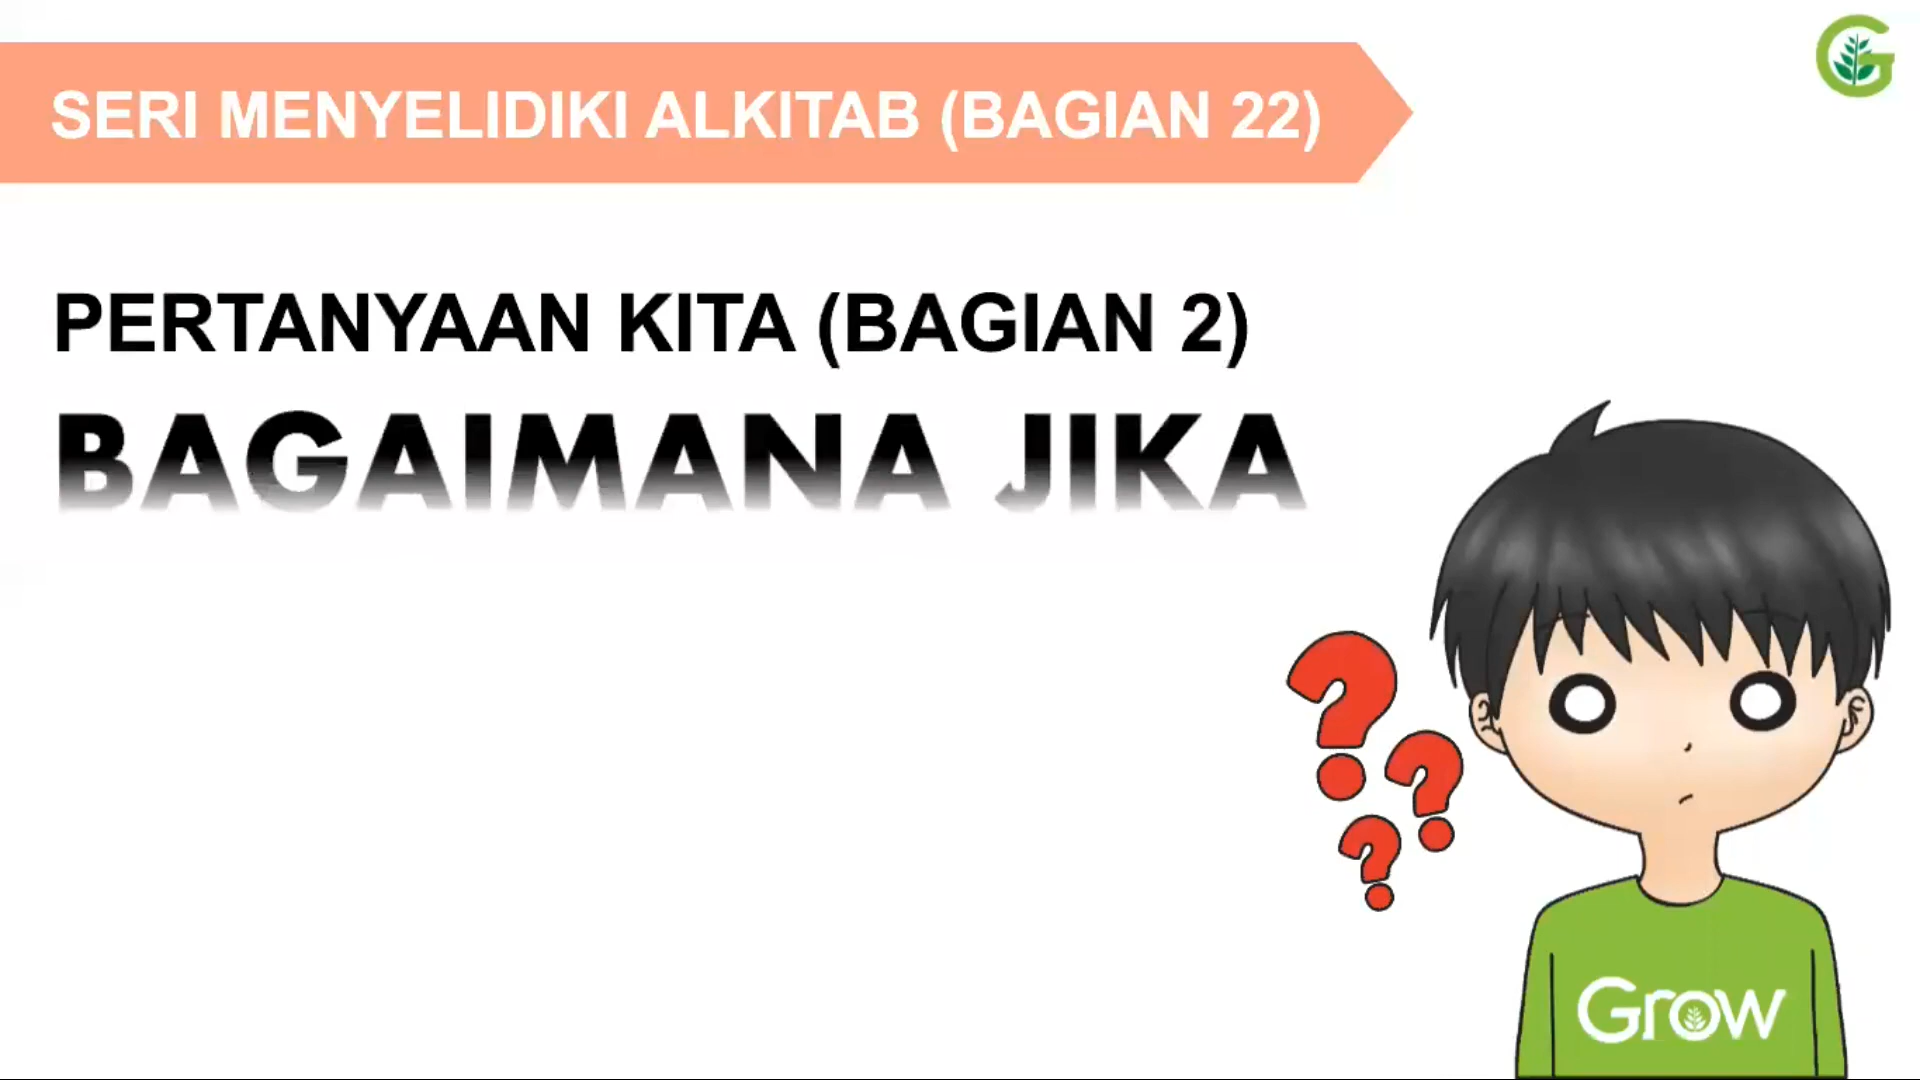 SERI MENYELIDIKI ALKITAB (BAGIAN 22)
PERTANYAAN KITA (BAGIAN 2)
BAGAIMANA JIKA
Grow